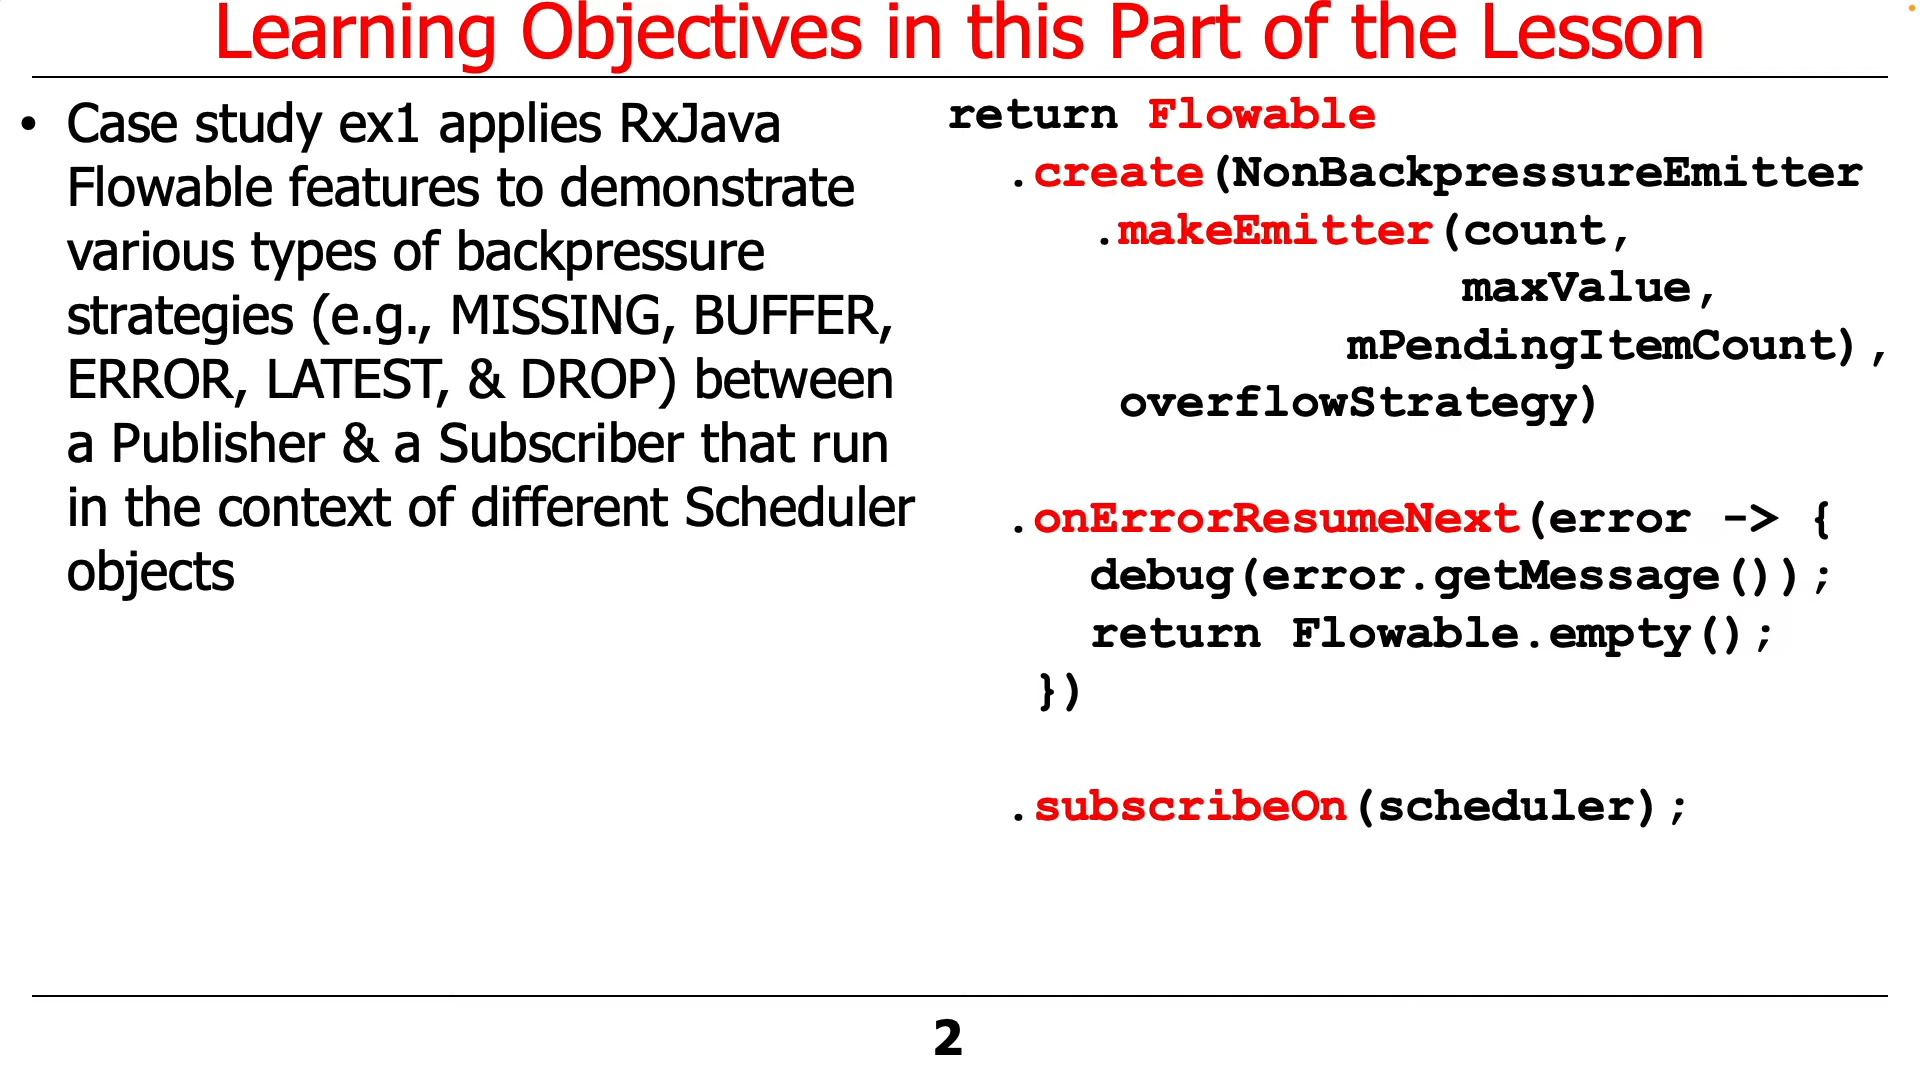 Learning Objectives in this Part of the Lesson
• Case study ex1 applies RxJava
Flowable features to demonstrate
various types of backpressure
strategies (e.g., MISSING, BUFFER,
ERROR, LATEST, & DROP) between
a Publisher & a Subscriber that run
in the context of different Scheduler
objects
return Flowable
.create(NonBackpressureEmitter
.makeEmitter(count,
maxValue,
mPendingItemCount),
overflowStrategy)
.onErrorResumeNext(error -> {
debug(error.getMessage());
return Flowable.empty();
})
.subscribeOn(scheduler);
2